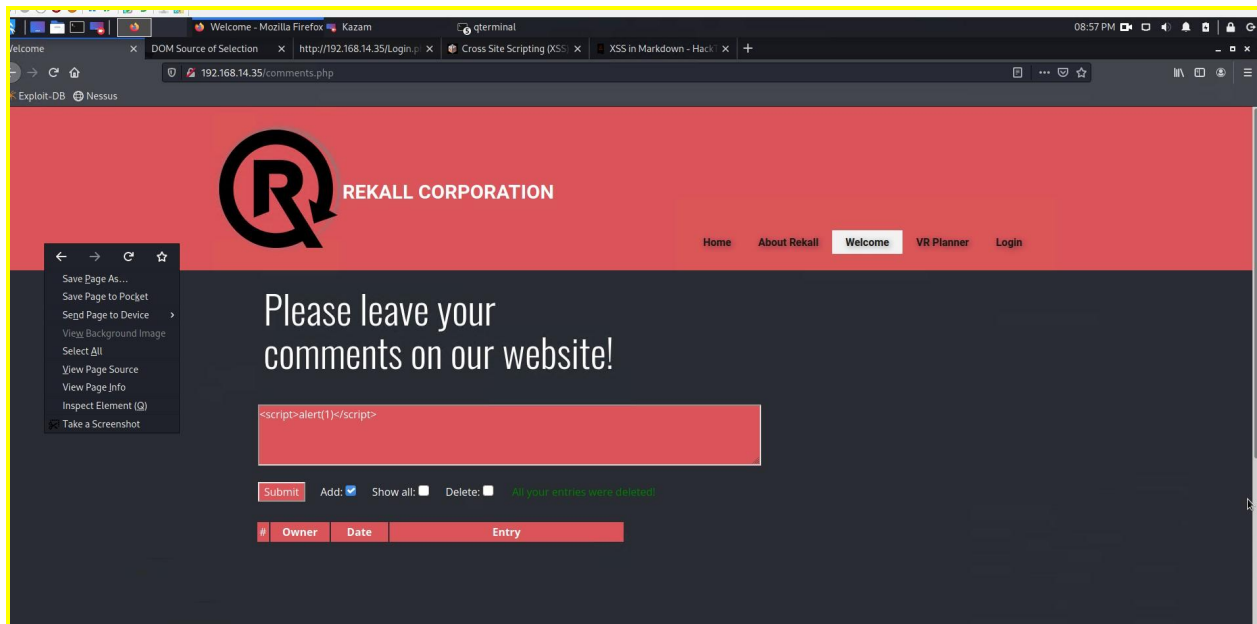 Welcome - Mozilla Firefox
Kazam
qterminal
08:57 PM
DOM Source of Selection
http://192.168.14.35/Login.p
Cross Site Scripting (XSS)
XSS in Markdown - Hack
192.168.14.35/comments.php
Exploit-DB
Nessus
R
REKALL CORPORATION
Home
About Rekall
Welcome
VR Planner
Login
Save Page As...
Save Page to Pocket
Send Page to Device
View Background Image
Select All
View Page Source
View Page Info
Inspect Element (Q)
Take a Screenshot
Please leave your
comments on our website!
<script>alert(1)</script>
Submit Add: Show all: Delete: All your entries were deleted!
# Owner Date Entry